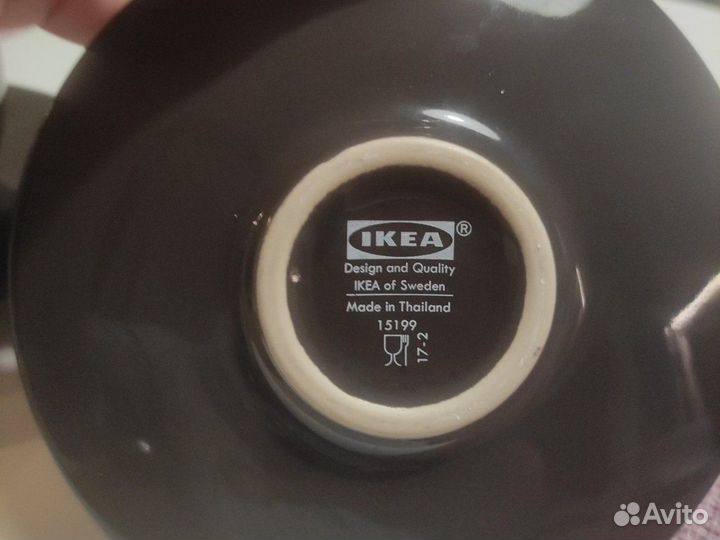 IKEA®
Design and Quality
IKEA of Sweden
Made in Thailand
15199
17-2
Avito